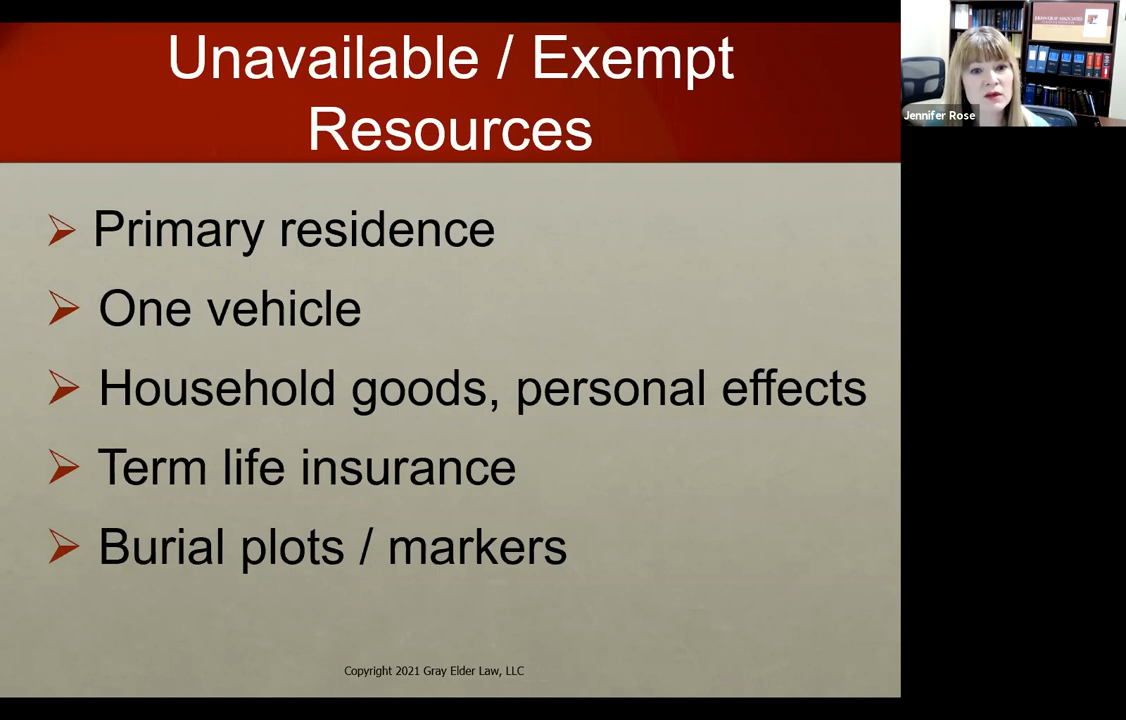 Unavailable / Exempt
Resources
Primary residence
One vehicle
Household goods, personal effects
Term life insurance
Burial plots / markers
Copyright 2021 Gray Elder Law, LLC
Jennifer Rose